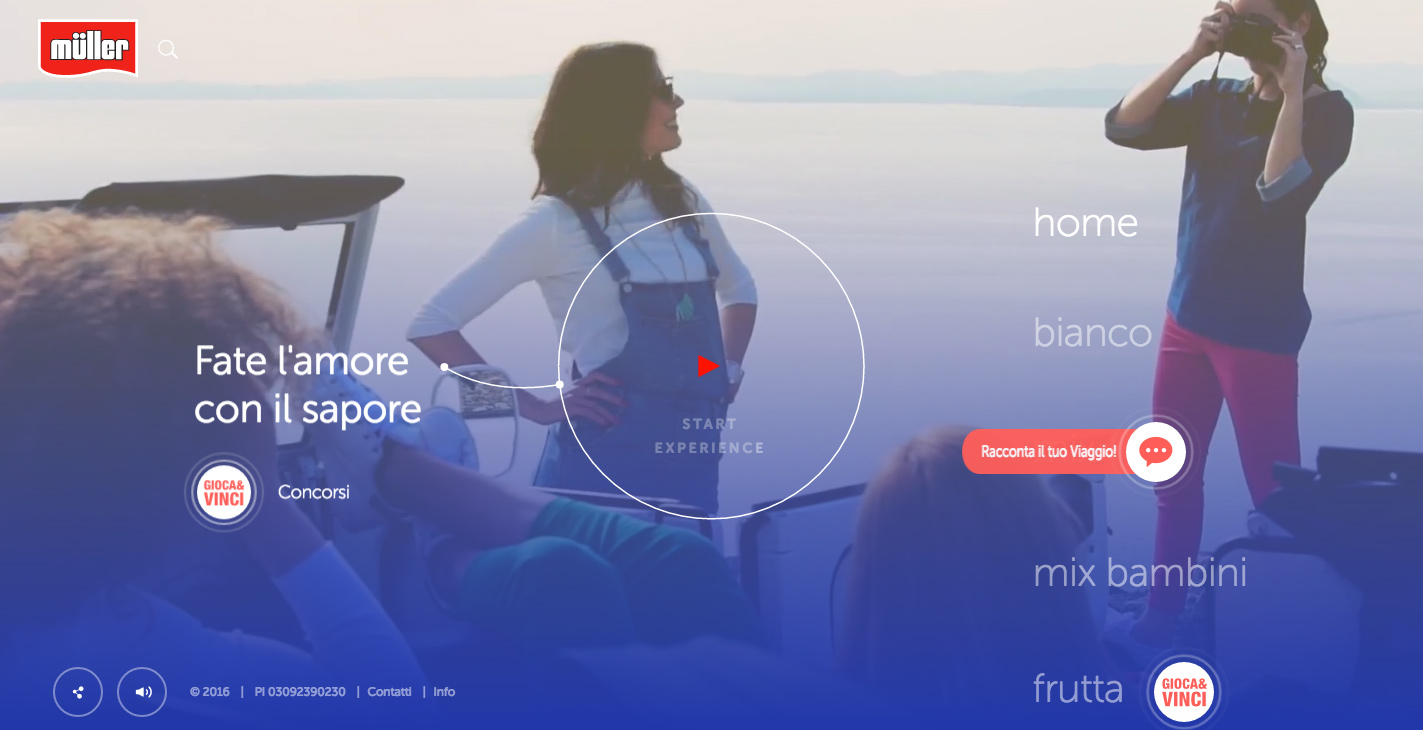 müller
home
bianco
Fate l'amore
con il sapore
START
EXPERIENCE
Racconta il tuo Viaggio!
GIOCA&
VINCI
Concorsi
mix bambini
frutta
GIOCA&
VINCI
© 2016 | PI 03092390230 | Contatti | Info